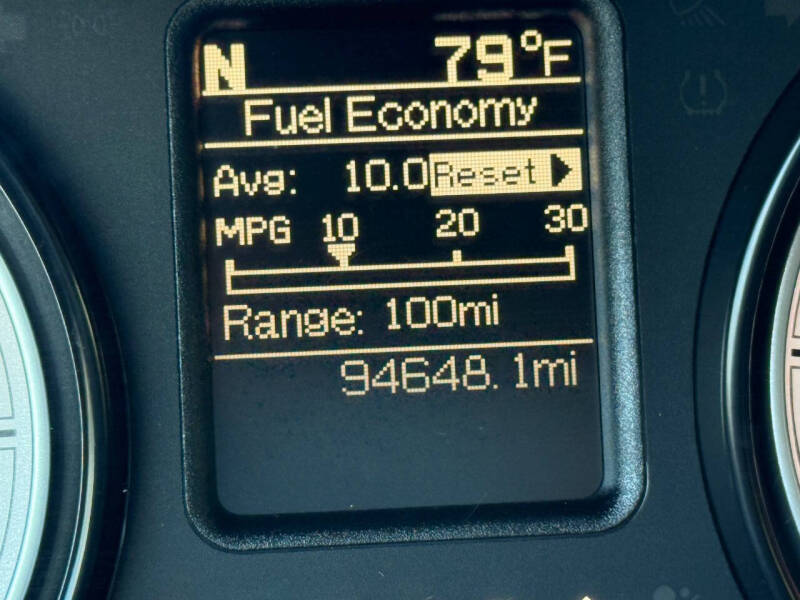 N 79°F
Fuel Economy
Avg: 10.0 Reset
MPG 10 20 30
Range: 100mi
94648.1mi